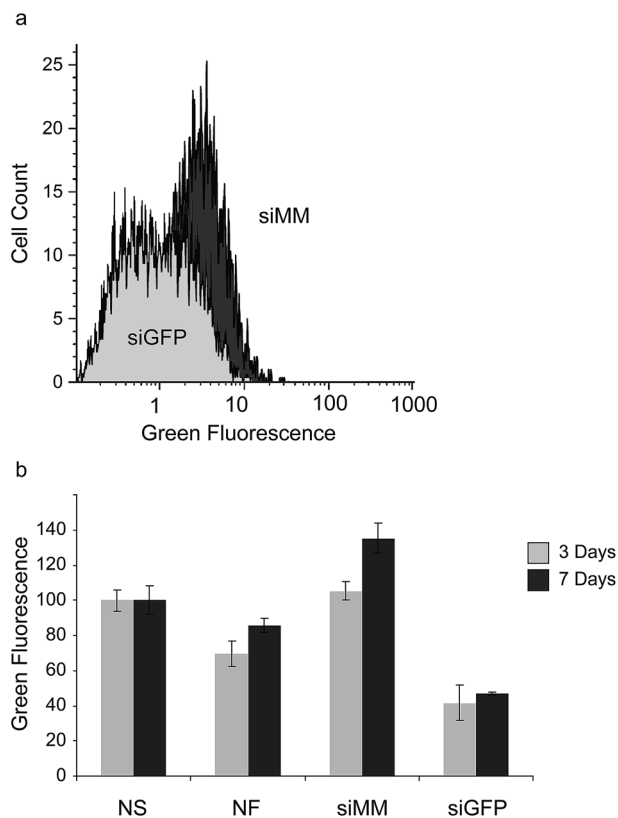 a
25
20
15
10
5
0
Cell Count
siMM
siGFP
1 10 100 1000
Green Fluorescence
b
140
120
100
80
60
40
20
0
Green Fluorescence
3 Days
7 Days
NS NF siMM siGFP